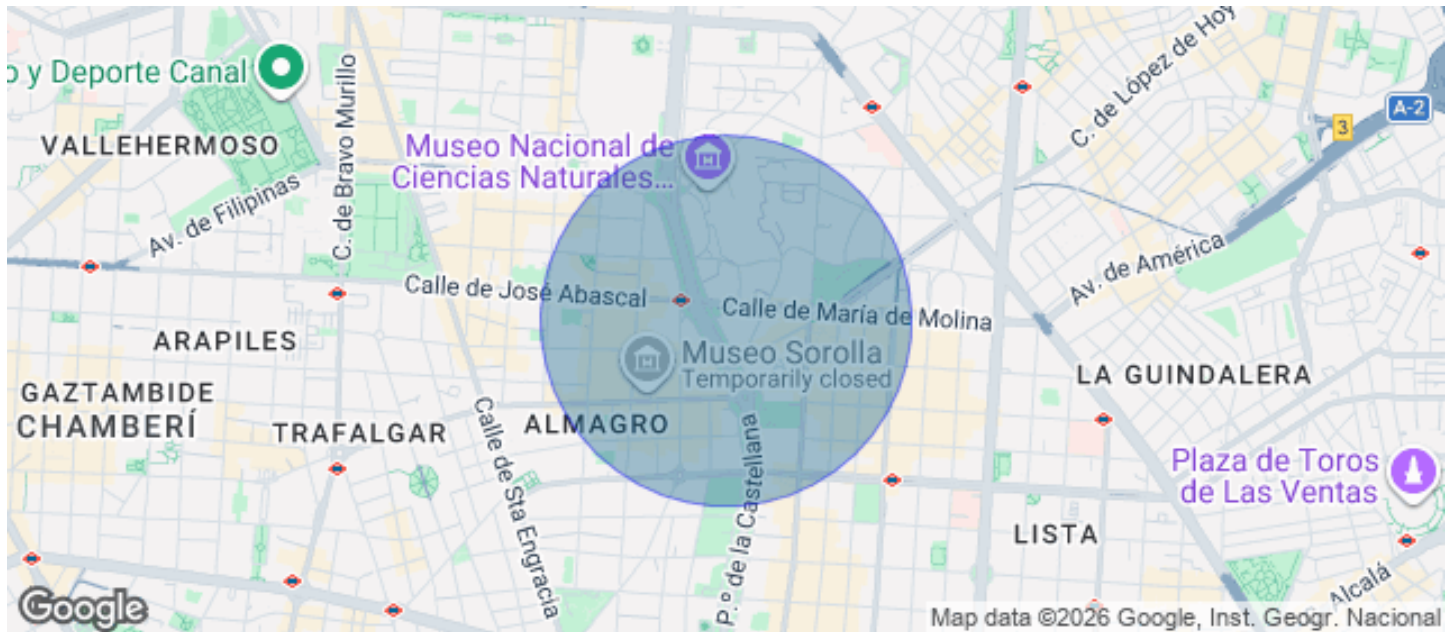 o y Deporte Canal
C. de López de Hoy
A-2
3
VALLEHERMOSO
C. de Bravo Murillo
Museo Nacional de
Ciencias Naturales...
Av. de Filipinas
Av. de América
Calle de José Abascal
Calle de María de Molina
ARAPILES
Museo Sorolla
Temporarily closed
LA GUINDALERA
GAZTAMBIDE
CHAMBERÍ
TRAFALGAR
ALMAGRO
Calle de Sta Engracia
P.º de la Castellana
Plaza de Toros
de Las Ventas
LISTA
Alcalá
Google
Map data ©2026 Google, Inst. Geogr. Nacional